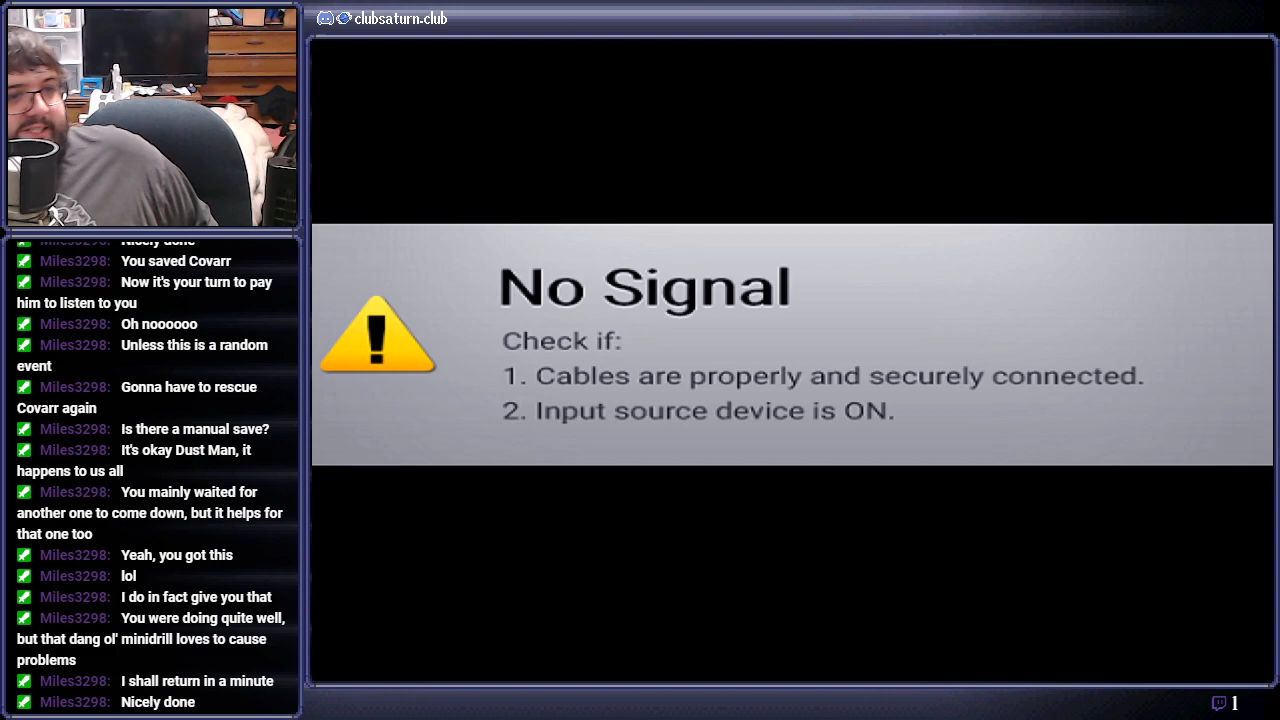 clubsaturn.club
No Signal
Check if:
1. Cables are properly and securely connected.
2. Input source device is ON.
Miles3298: Nicely done
Miles3298: You saved Covarr
Miles3298: Now it's your turn to pay
him to listen to you
Miles3298: Oh noooooo
Miles3298: Unless this is a random
event
Miles3298: Gonna have to rescue
Covarr again
Miles3298: Is there a manual save?
Miles3298: It's okay Dust Man, it
happens to us all
Miles3298: You mainly waited for
another one to come down, but it helps for
that one too
Miles3298: Yeah, you got this
Miles3298: lol
Miles3298: I do in fact give you that
Miles3298: You were doing quite well,
but that dang ol' minidrill loves to cause
problems
Miles3298: I shall return in a minute
Miles3298: Nicely done
1